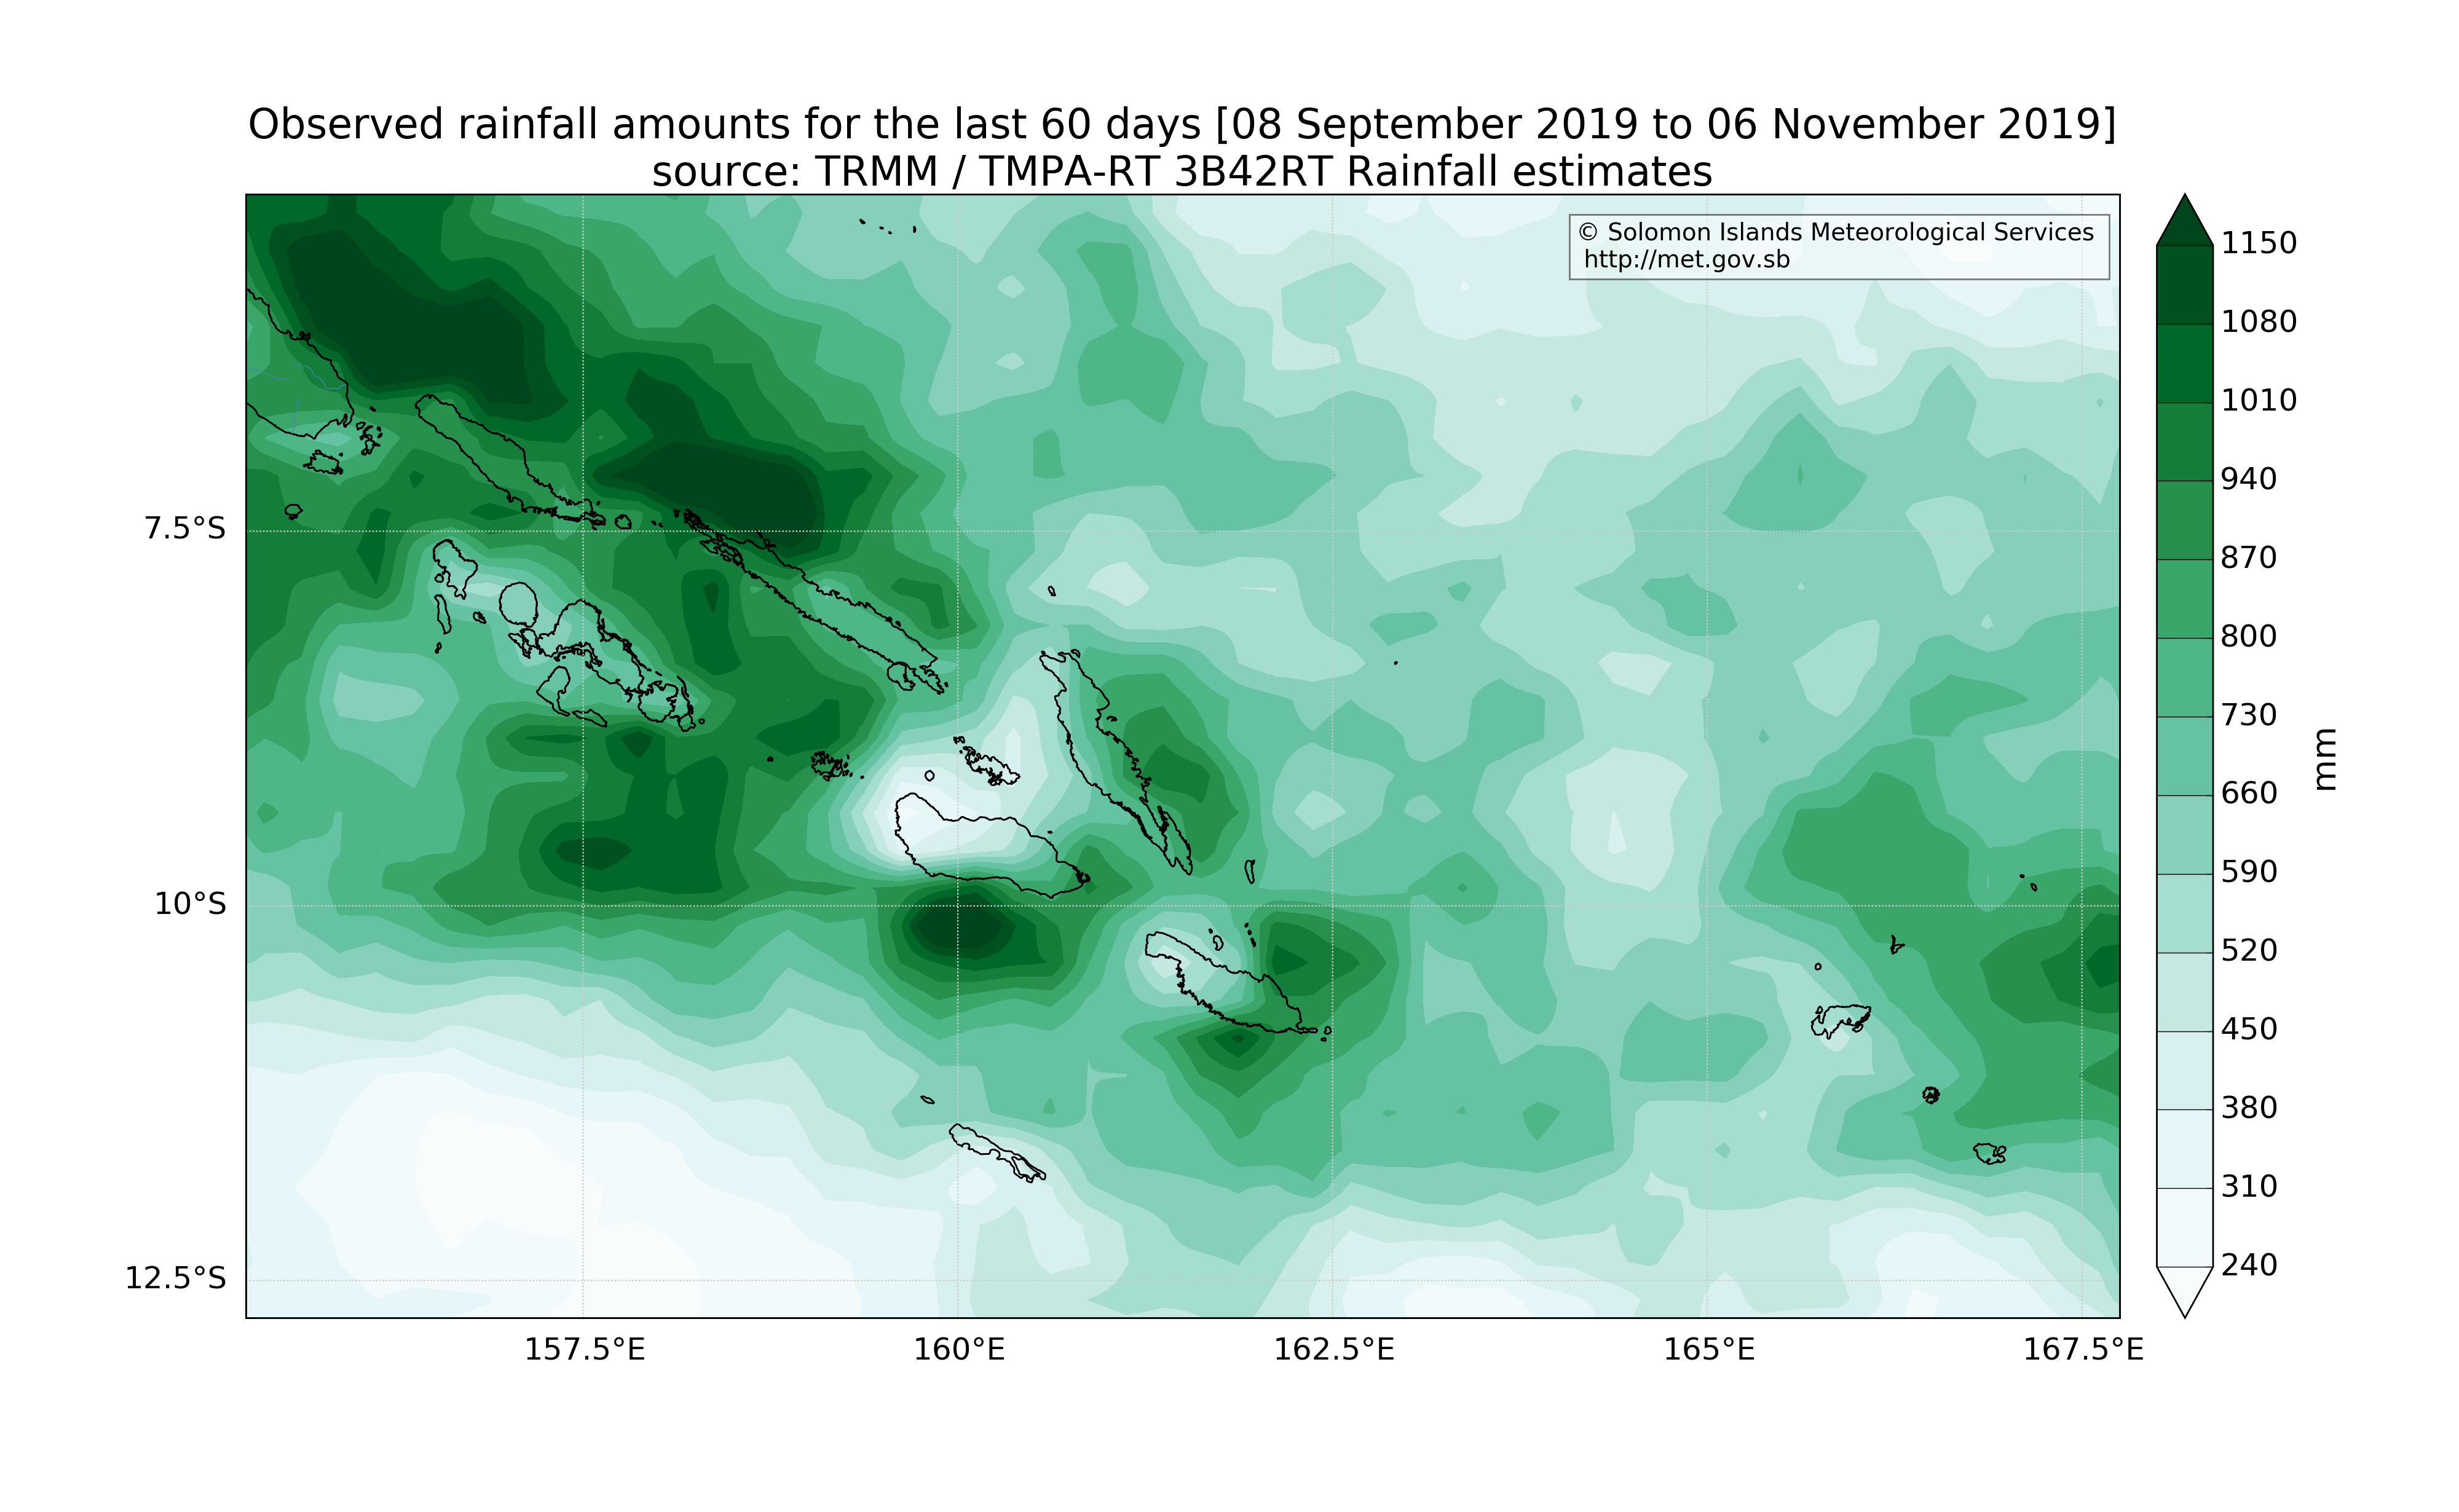 Observed rainfall amounts for the last 60 days [08 September 2019 to 06 November 2019]
source: TRMM / TMPA-RT 3B42RT Rainfall estimates
© Solomon Islands Meteorological Services
http://met.gov.sb
7.5°S
10°S
12.5°S
157.5°E
160°E
162.5°E
165°E
167.5°E
1150
1080
1010
940
870
800
730
660
590
520
450
380
310
240
mm